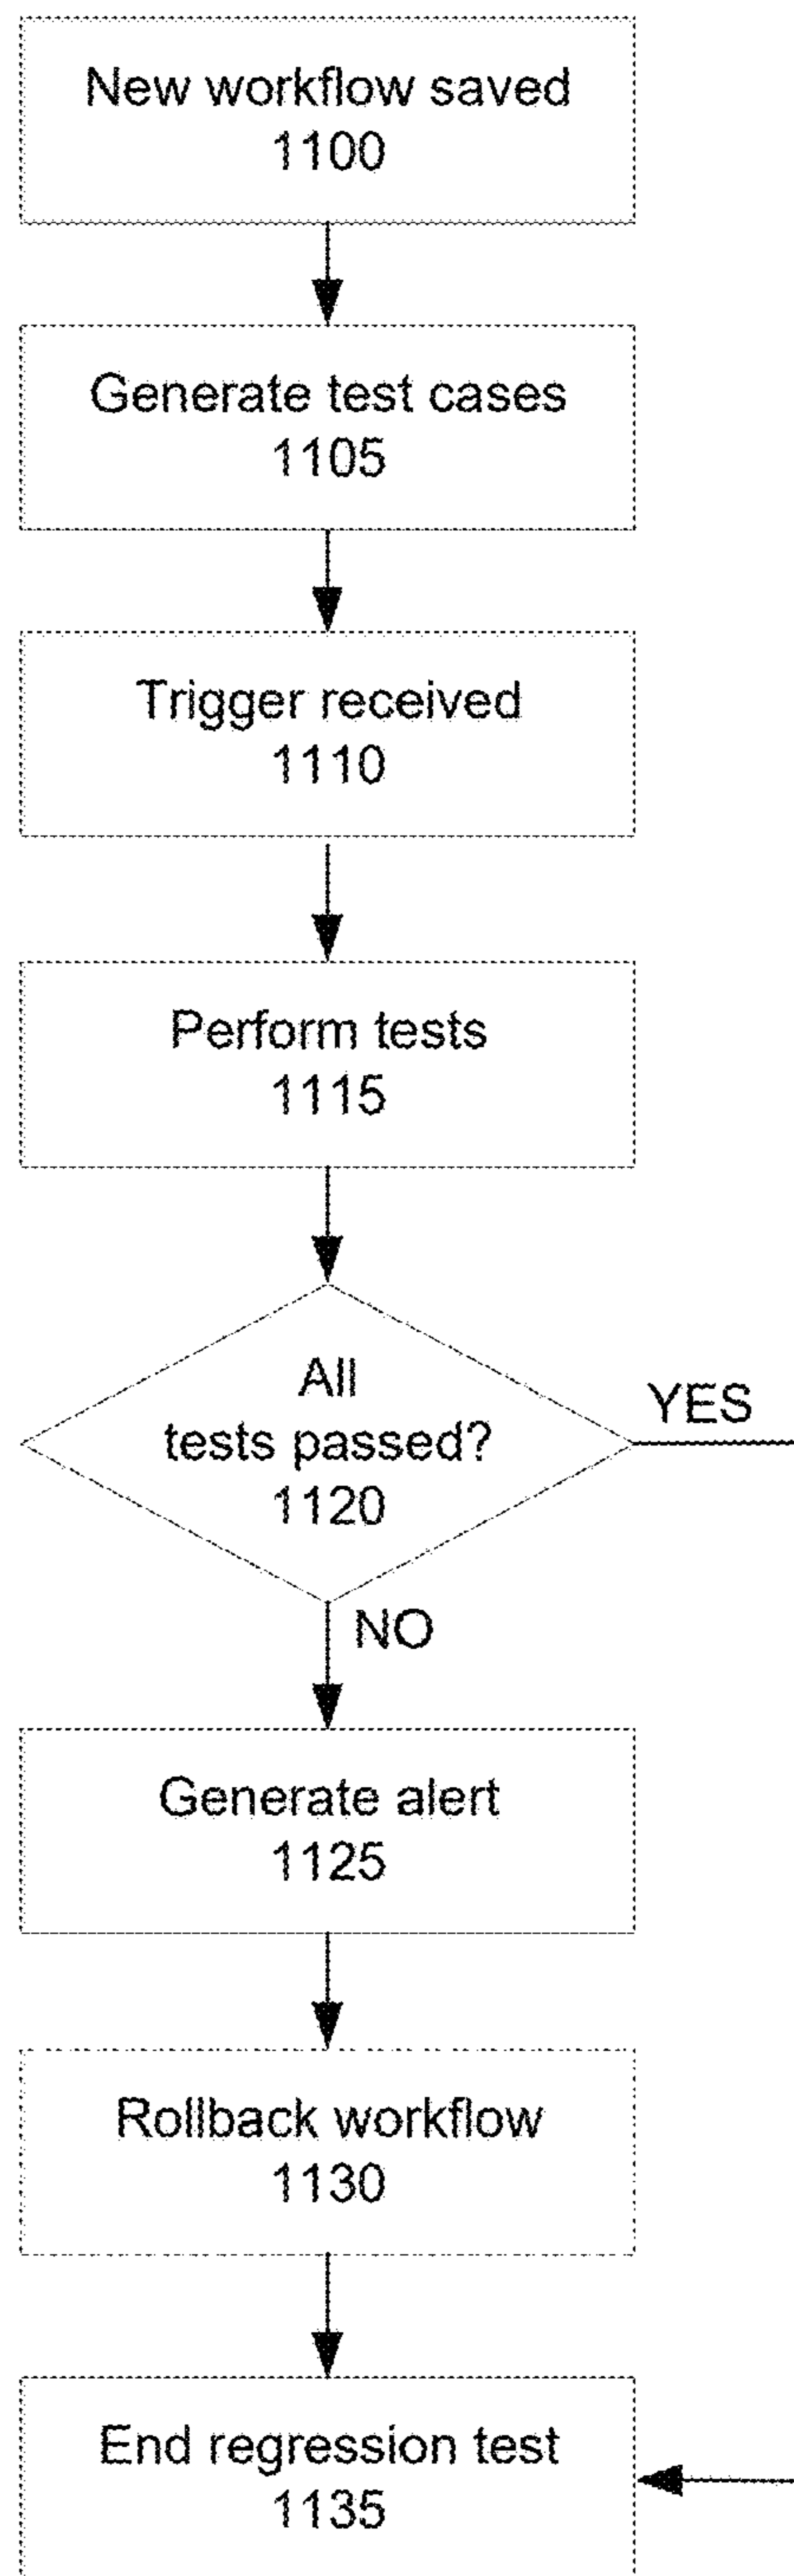 New workflow saved
1100
Generate test cases
1105
Trigger received
1110
Perform tests
1115
All
tests passed?
1120
YES
NO
Generate alert
1125
Rollback workflow
1130
End regression test
1135